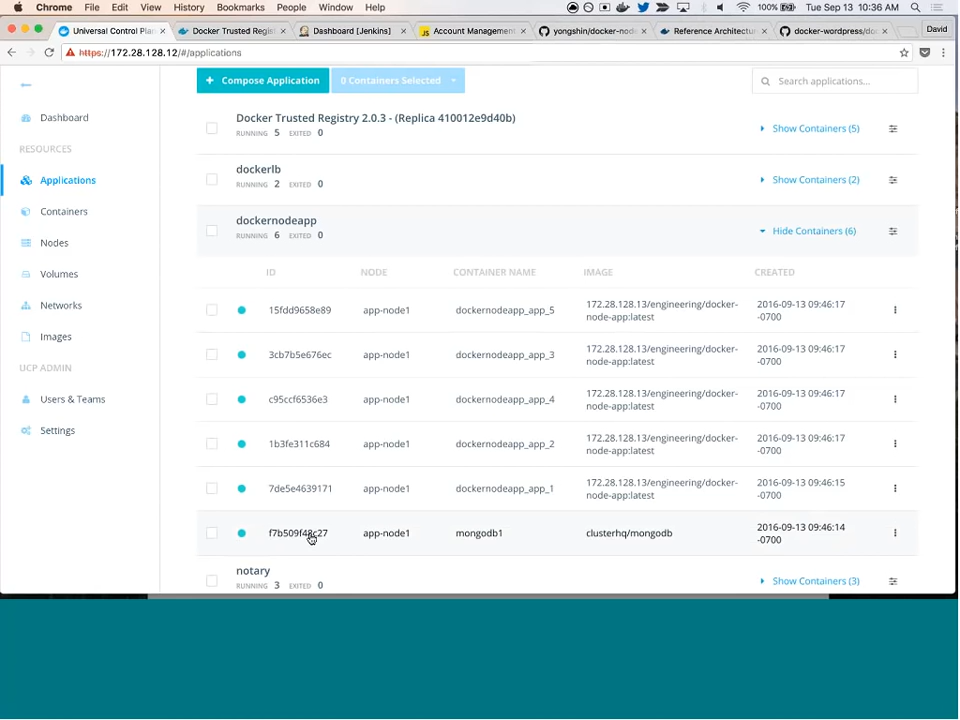 Chrome File Edit View History Bookmarks People Window Help 100% Tue Sep 13 10:36 AM
Universal Control Plan
Docker Trusted Regist
Dashboard [Jenkins]
Account Management
yongshin/docker-node
Reference Architectur
docker-wordpress/doc
David
https://172.28.128.12/#/applications
+ Compose Application
0 Containers Selected
Search applications...
Dashboard
RESOURCES
Applications
Containers
Nodes
Volumes
Networks
Images
UCP ADMIN
Users & Teams
Settings
Docker Trusted Registry 2.0.3 - (Replica 410012e9d40b)
RUNNING 5 EXITED 0
Show Containers (5)
dockerlb
RUNNING 2 EXITED 0
Show Containers (2)
dockernodeapp
RUNNING 6 EXITED 0
Hide Containers (6)
ID NODE CONTAINER NAME IMAGE CREATED
15fdd9658e89 app-node1 dockernodeapp_app_5 172.28.128.13/engineering/docker- 2016-09-13 09:46:17
node-app:latest -0700
3cb7b5e676ec app-node1 dockernodeapp_app_3 172.28.128.13/engineering/docker- 2016-09-13 09:46:17
node-app:latest -0700
c95ccf6536e3 app-node1 dockernodeapp_app_4 172.28.128.13/engineering/docker- 2016-09-13 09:46:17
node-app:latest -0700
1b3fe311c684 app-node1 dockernodeapp_app_2 172.28.128.13/engineering/docker- 2016-09-13 09:46:17
node-app:latest -0700
7de5e4639171 app-node1 dockernodeapp_app_1 172.28.128.13/engineering/docker- 2016-09-13 09:46:15
node-app:latest -0700
app-node1 mongodb1 clusterhq/mongodb 2016-09-13 09:46:14
-0700
notary
RUNNING 3 EXITED 0
Show Containers (3)